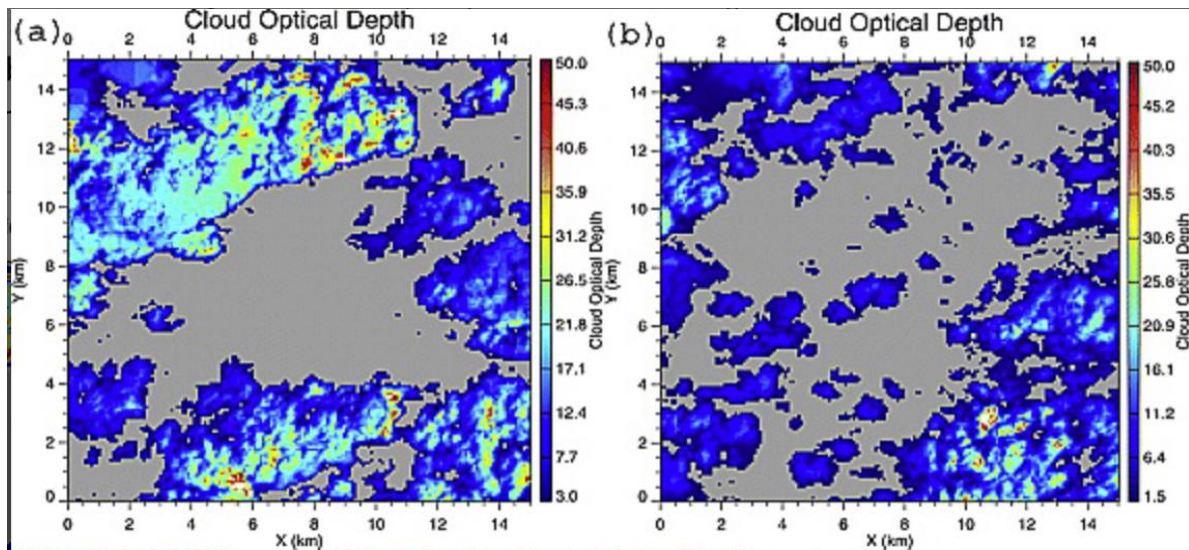 (a)
Cloud Optical Depth
0 2 4 6 8 10 12 14
14
12
10
8
6
4
2
0
Y (km)
0 2 4 6 8 10 12 14
X (km)
50.0
45.3
40.6
35.9
31.2
26.5
21.8
17.1
12.4
7.7
3.0
Cloud Optical Depth
(b)
Cloud Optical Depth
0 2 4 6 8 10 12 14
14
12
10
8
6
4
2
0
Y (km)
0 2 4 6 8 10 12 14
X (km)
50.0
45.2
40.3
35.5
30.6
25.8
20.9
16.1
11.2
6.4
1.5
Cloud Optical Depth